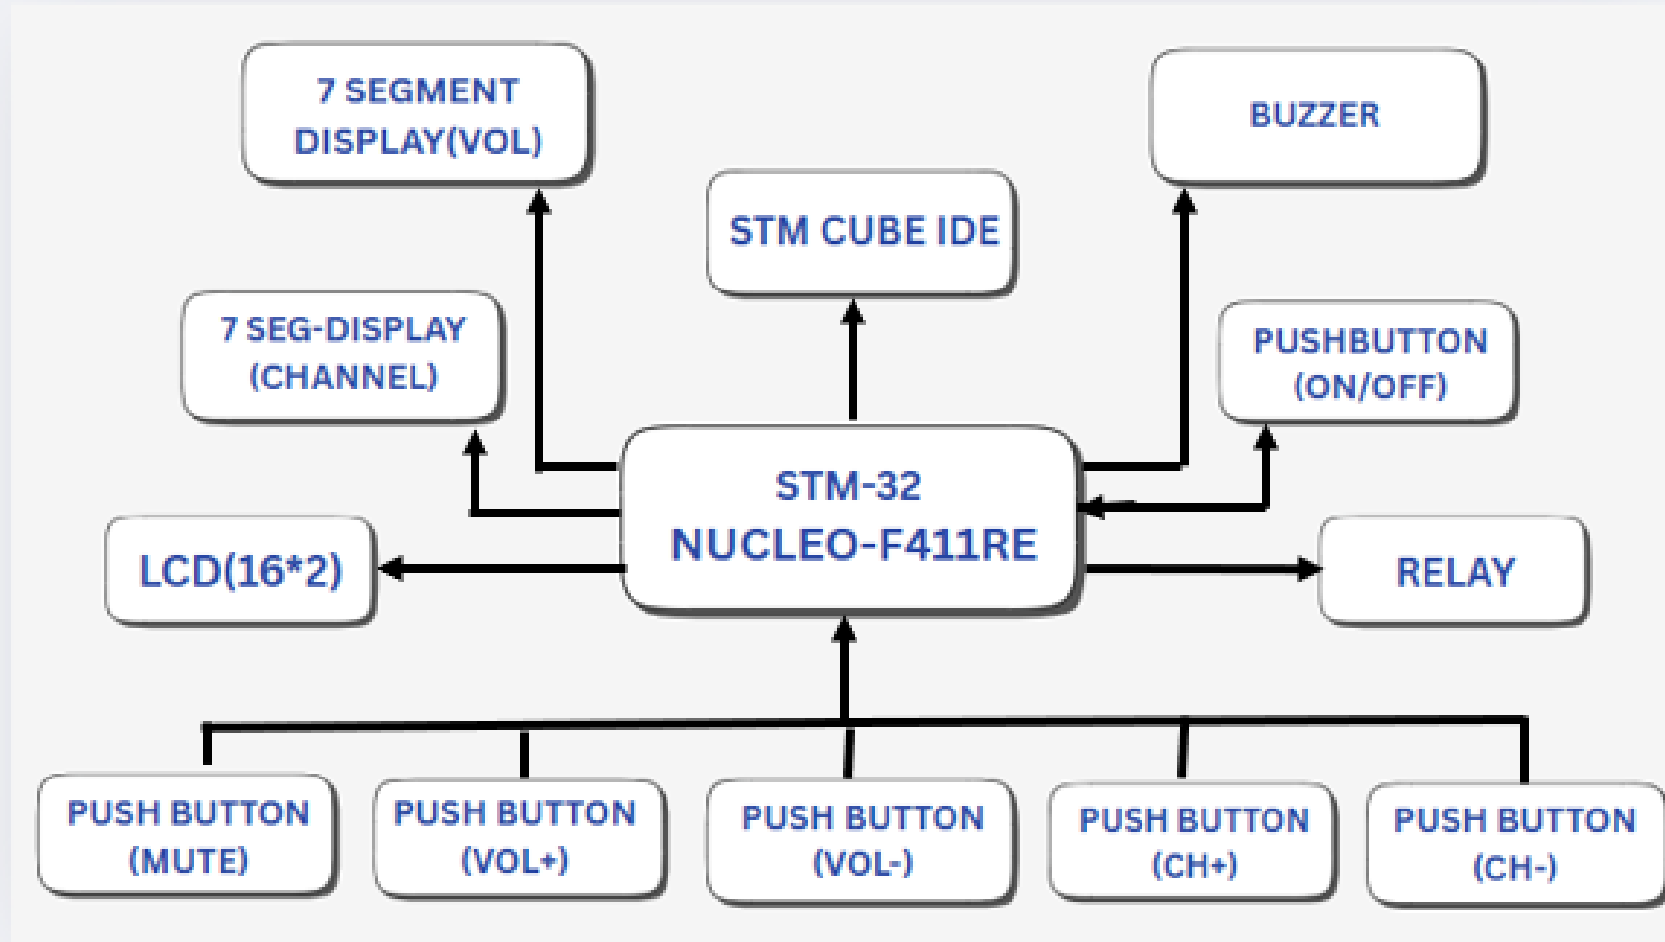 7 SEGMENT
DISPLAY(VOL)
BUZZER
STM CUBE IDE
7 SEG-DISPLAY
(CHANNEL)
PUSHBUTTON
(ON/OFF)
STM-32
NUCLEO-F411RE
LCD(16*2)
RELAY
PUSH BUTTON
(MUTE)
PUSH BUTTON
(VOL+)
PUSH BUTTON
(VOL-)
PUSH BUTTON
(CH+)
PUSH BUTTON
(CH-)